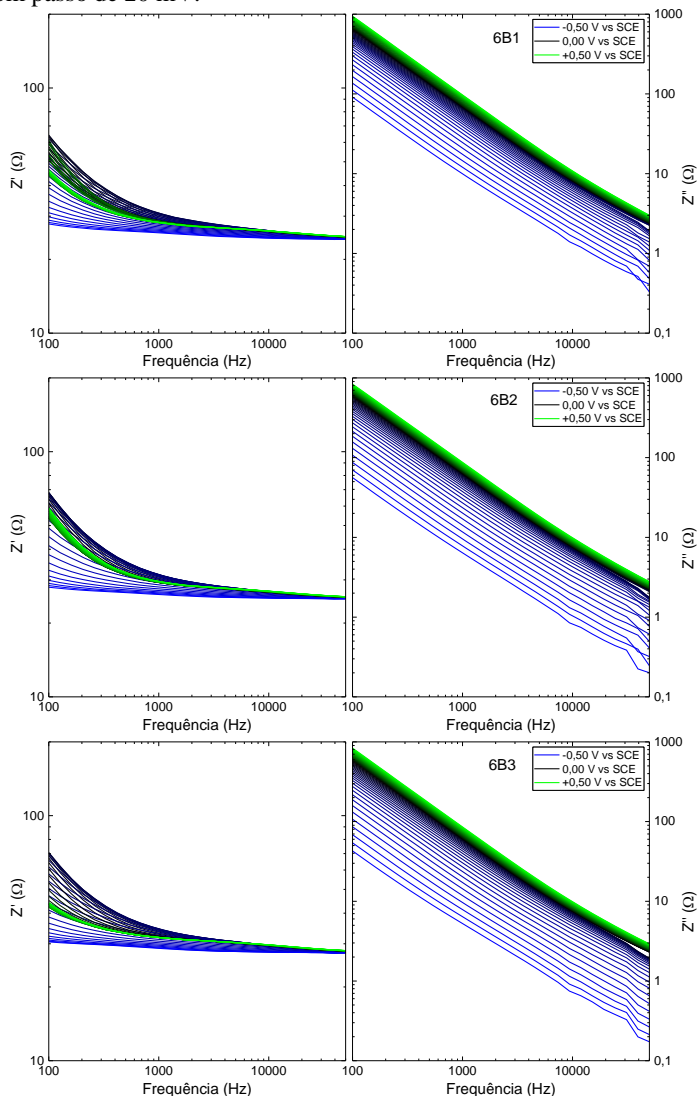 em passo de 20 mV.
6B1
-0,50 V vs SCE
0,00 V vs SCE
+0,50 V vs SCE
100
10
Z' (Ω)
100 1000 10000
Frequência (Hz)
1000
100
10
1
0,1
Z'' (Ω)
100 1000 10000
Frequência (Hz)
6B2
-0,50 V vs SCE
0,00 V vs SCE
+0,50 V vs SCE
100
10
Z' (Ω)
100 1000 10000
Frequência (Hz)
1000
100
10
1
0,1
Z'' (Ω)
100 1000 10000
Frequência (Hz)
6B3
-0,50 V vs SCE
0,00 V vs SCE
+0,50 V vs SCE
100
10
Z' (Ω)
100 1000 10000
Frequência (Hz)
1000
100
10
1
0,1
Z'' (Ω)
100 1000 10000
Frequência (Hz)